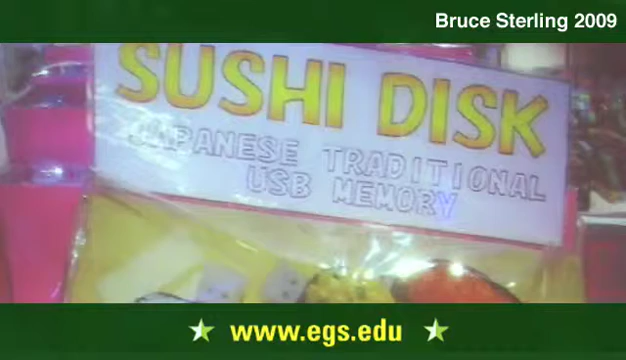 Bruce Sterling 2009
SUSHI DISK
JAPANESE TRADITIONAL
USB MEMORY
www.egs.edu